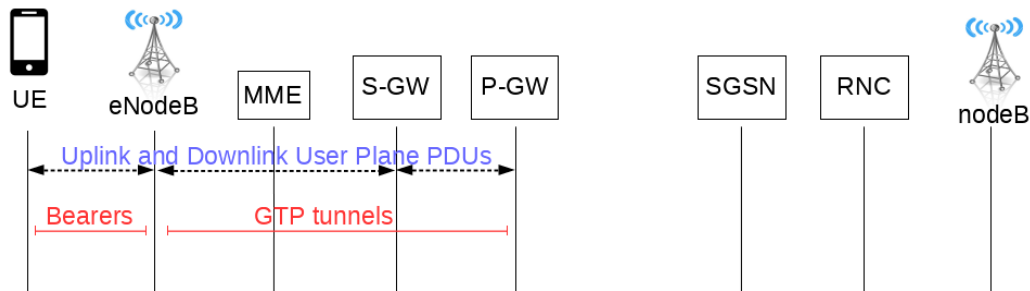 UE
eNodeB
MME
S-GW
P-GW
SGSN
RNC
nodeB
Uplink and Downlink User Plane PDUs
Bearers
GTP tunnels